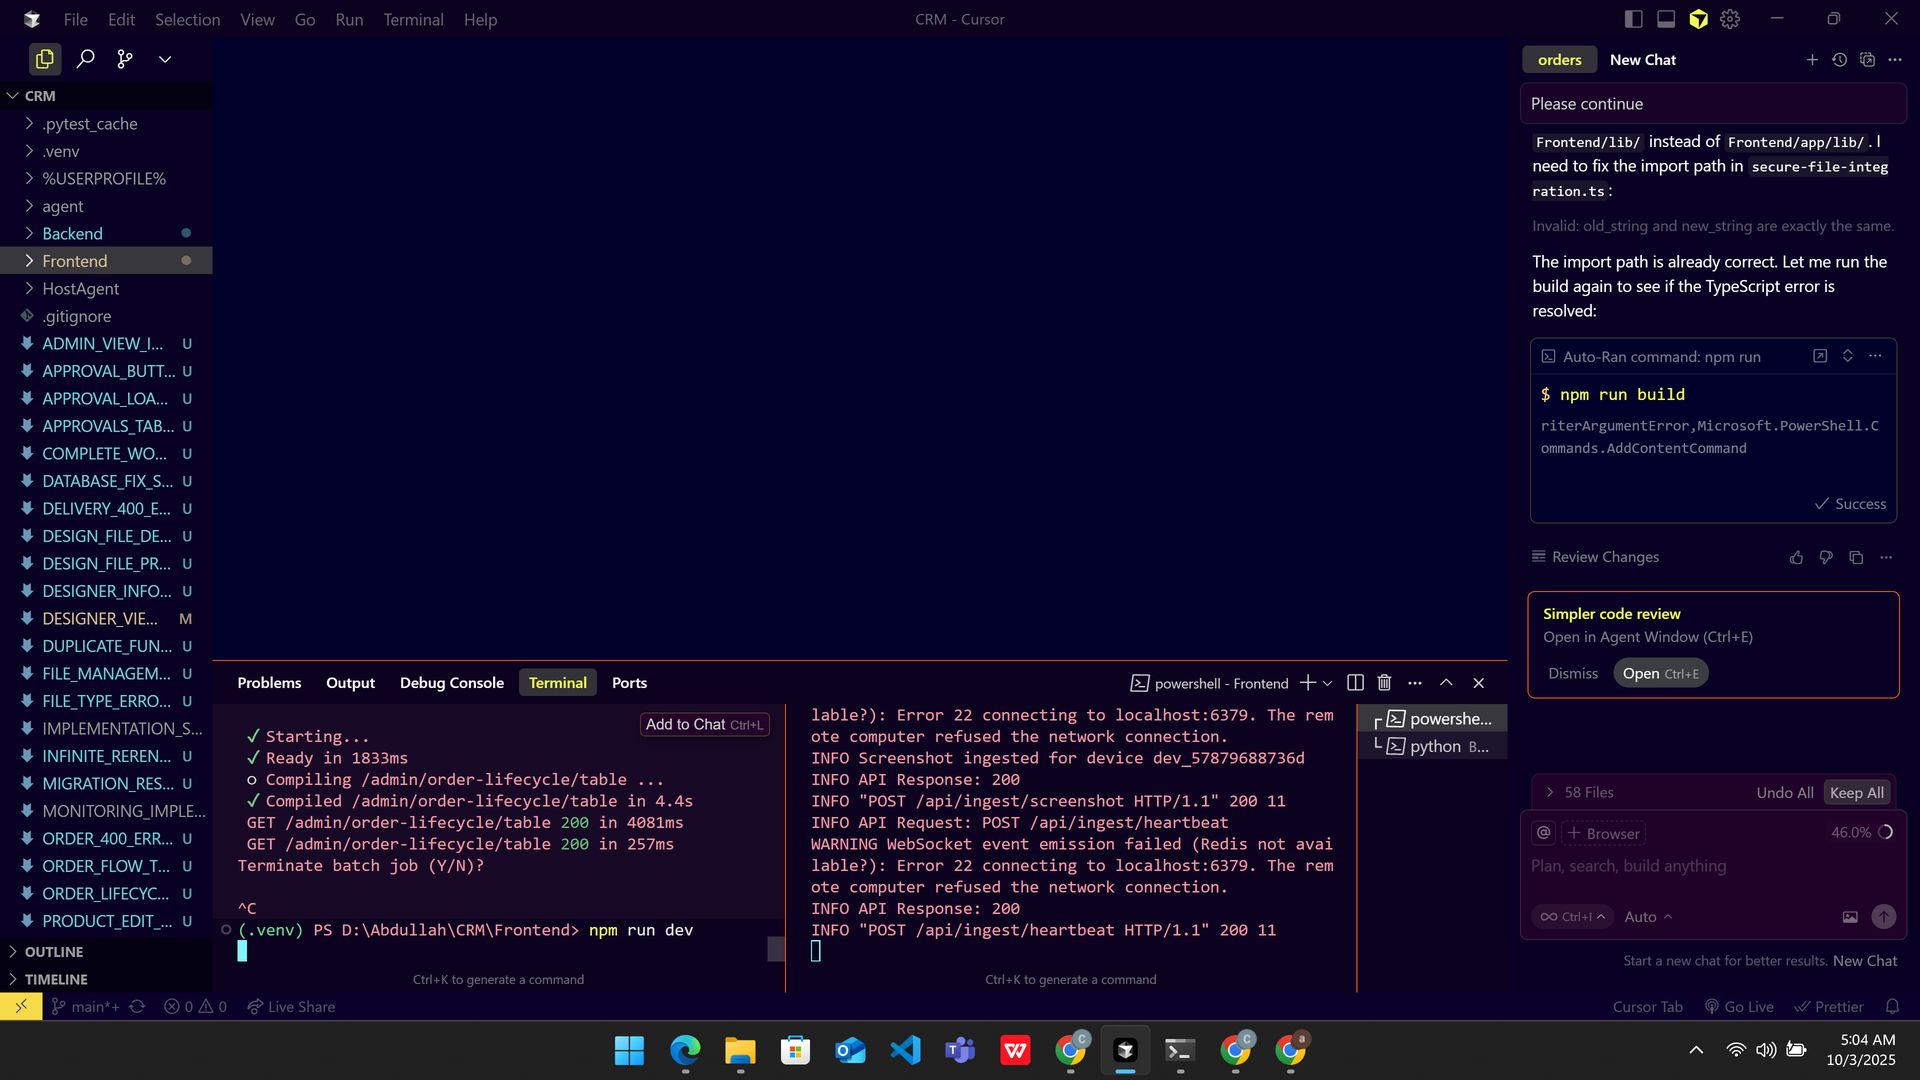 File Edit Selection View Go Run Terminal Help
CRM - Cursor
CRM
.pytest_cache
.venv
%USERPROFILE%
agent
Backend
Frontend
HostAgent
.gitignore
ADMIN_VIEW_I... U
APPROVAL_BUTT... U
APPROVAL_LOA... U
APPROVALS_TAB... U
COMPLETE_WO... U
DATABASE_FIX_S... U
DELIVERY_400_E... U
DESIGN_FILE_DE... U
DESIGN_FILE_PR... U
DESIGNER_INFO... U
DESIGNER_VIE... M
DUPLICATE_FUN... U
FILE_MANAGEM... U
FILE_TYPE_ERRO... U
IMPLEMENTATION_S...
INFINITE_REREN... U
MIGRATION_RES... U
MONITORING_IMPLE...
ORDER_400_ERR... U
ORDER_FLOW_T... U
ORDER_LIFECYC... U
PRODUCT_EDIT_... U
OUTLINE
TIMELINE
Problems Output Debug Console Terminal Ports
powershell - Frontend
Add to Chat Ctrl+L
✓ Starting...
✓ Ready in 1833ms
○ Compiling /admin/order-lifecycle/table ...
✓ Compiled /admin/order-lifecycle/table in 4.4s
GET /admin/order-lifecycle/table 200 in 4081ms
GET /admin/order-lifecycle/table 200 in 257ms
Terminate batch job (Y/N)?
^C
(.venv) PS D:\Abdullah\CRM\Frontend> npm run dev
Ctrl+K to generate a command
lable?): Error 22 connecting to localhost:6379. The rem
ote computer refused the network connection.
INFO Screenshot ingested for device dev_57879688736d
INFO API Response: 200
INFO "POST /api/ingest/screenshot HTTP/1.1" 200 11
INFO API Request: POST /api/ingest/heartbeat
WARNING WebSocket event emission failed (Redis not avai
lable?): Error 22 connecting to localhost:6379. The rem
ote computer refused the network connection.
INFO API Response: 200
INFO "POST /api/ingest/heartbeat HTTP/1.1" 200 11
Ctrl+K to generate a command
powershe...
python B...
orders New Chat
Please continue
Frontend/lib/ instead of Frontend/app/lib/. I
need to fix the import path in secure-file-integ
ration.ts:
Invalid: old_string and new_string are exactly the same.
The import path is already correct. Let me run the
build again to see if the TypeScript error is
resolved:
Auto-Ran command: npm run
$ npm run build
riterArgumentError,Microsoft.PowerShell.C
ommands.AddContentCommand
Success
Review Changes
Simpler code review
Open in Agent Window (Ctrl+E)
Dismiss Open Ctrl+E
58 Files Undo All Keep All
@ + Browser 46.0%
Plan, search, build anything
∞ Ctrl+I Auto
Start a new chat for better results. New Chat
main*+ 0 0 Live Share
Cursor Tab Go Live Prettier
5:04 AM
10/3/2025